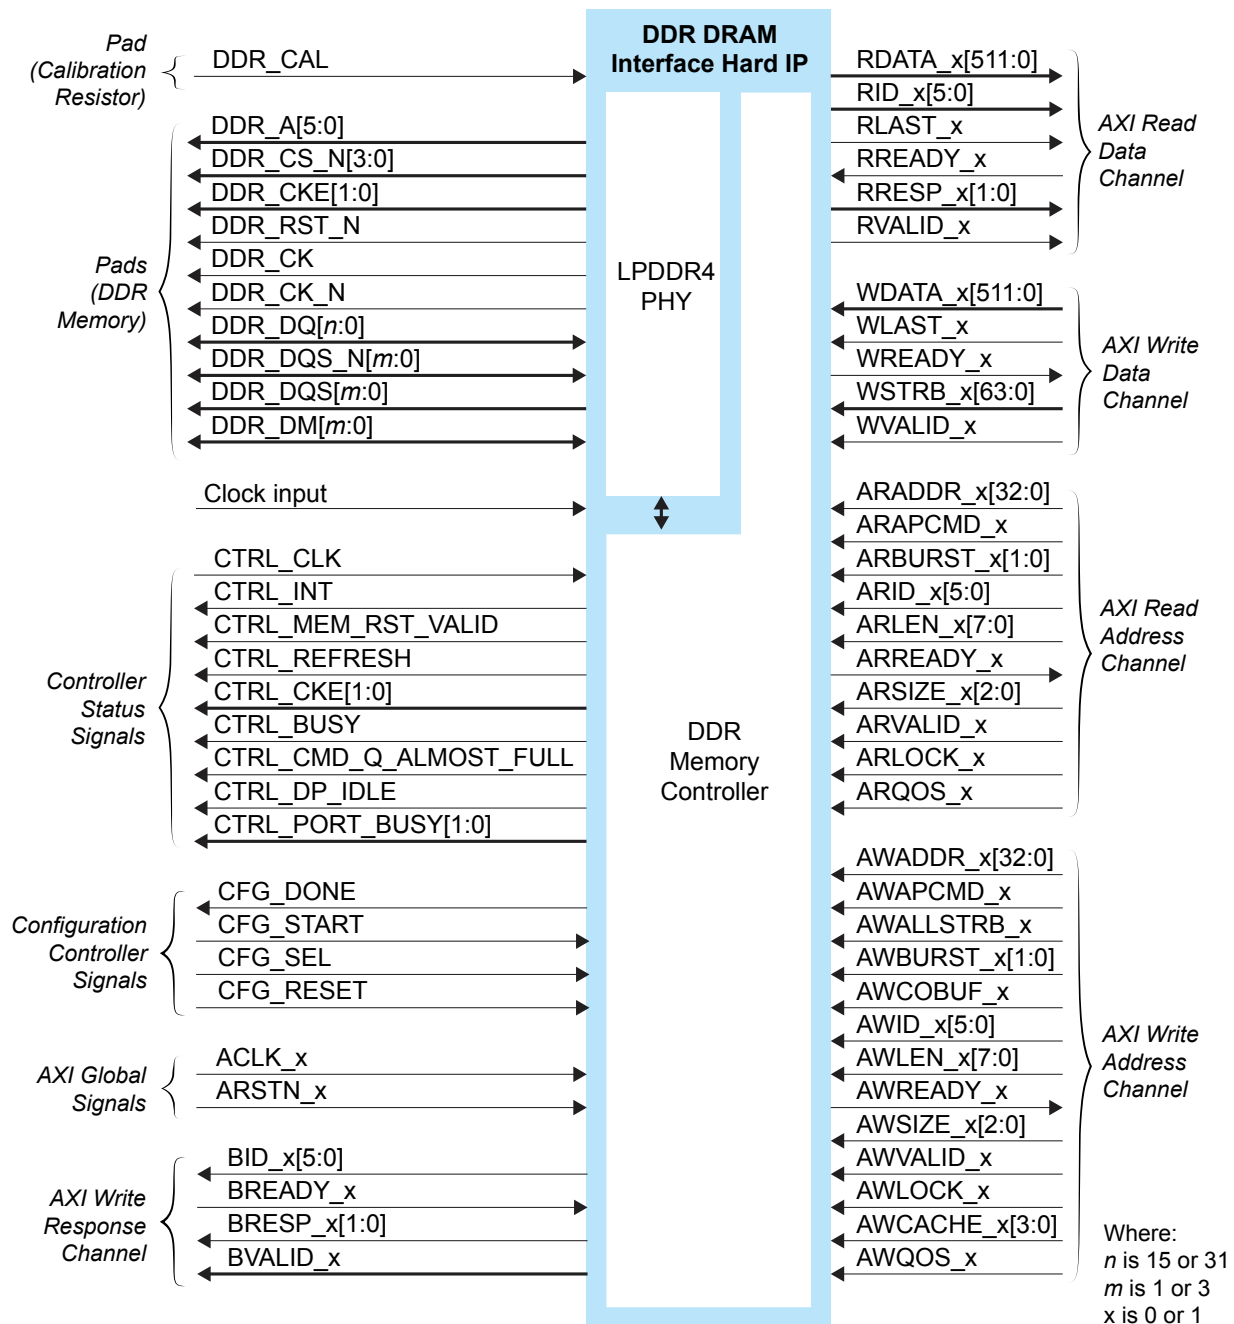 Pad
(Calibration
Resistor)
DDR_CAL
DDR_A[5:0]
DDR_CS_N[3:0]
DDR_CKE[1:0]
DDR_RST_N
DDR_CK
DDR_CK_N
DDR_DQ[n:0]
DDR_DQS_N[m:0]
DDR_DQS[m:0]
DDR_DM[m:0]
Pads
(DDR
Memory)
Clock input
CTRL_CLK
CTRL_INT
CTRL_MEM_RST_VALID
CTRL_REFRESH
CTRL_CKE[1:0]
CTRL_BUSY
CTRL_CMD_Q_ALMOST_FULL
CTRL_DP_IDLE
CTRL_PORT_BUSY[1:0]
Controller
Status
Signals
CFG_DONE
CFG_START
CFG_SEL
CFG_RESET
Configuration
Controller
Signals
ACLK_x
ARSTN_x
AXI Global
Signals
BID_x[5:0]
BREADY_x
BRESP_x[1:0]
BVALID_x
AXI Write
Response
Channel
DDR DRAM
Interface Hard IP
LPDDR4
PHY
DDR
Memory
Controller
RDATA_x[511:0]
RID_x[5:0]
RLAST_x
RREADY_x
RRESP_x[1:0]
RVALID_x
AXI Read
Data
Channel
WDATA_x[511:0]
WLAST_x
WREADY_x
WSTRB_x[63:0]
WVALID_x
AXI Write
Data
Channel
ARADDR_x[32:0]
ARAPCMD_x
ARBURST_x[1:0]
ARID_x[5:0]
ARLEN_x[7:0]
ARREADY_x
ARSIZE_x[2:0]
ARVALID_x
ARLOCK_x
ARQOS_x
AXI Read
Address
Channel
AWADDR_x[32:0]
AWAPCMD_x
AWALLSTRB_x
AWBURST_x[1:0]
AWCOBUF_x
AWID_x[5:0]
AWLEN_x[7:0]
AWREADY_x
AWSIZE_x[2:0]
AWVALID_x
AWLOCK_x
AWCACHE_x[3:0]
AWQOS_x
AXI Write
Address
Channel
Where:
n is 15 or 31
m is 1 or 3
x is 0 or 1